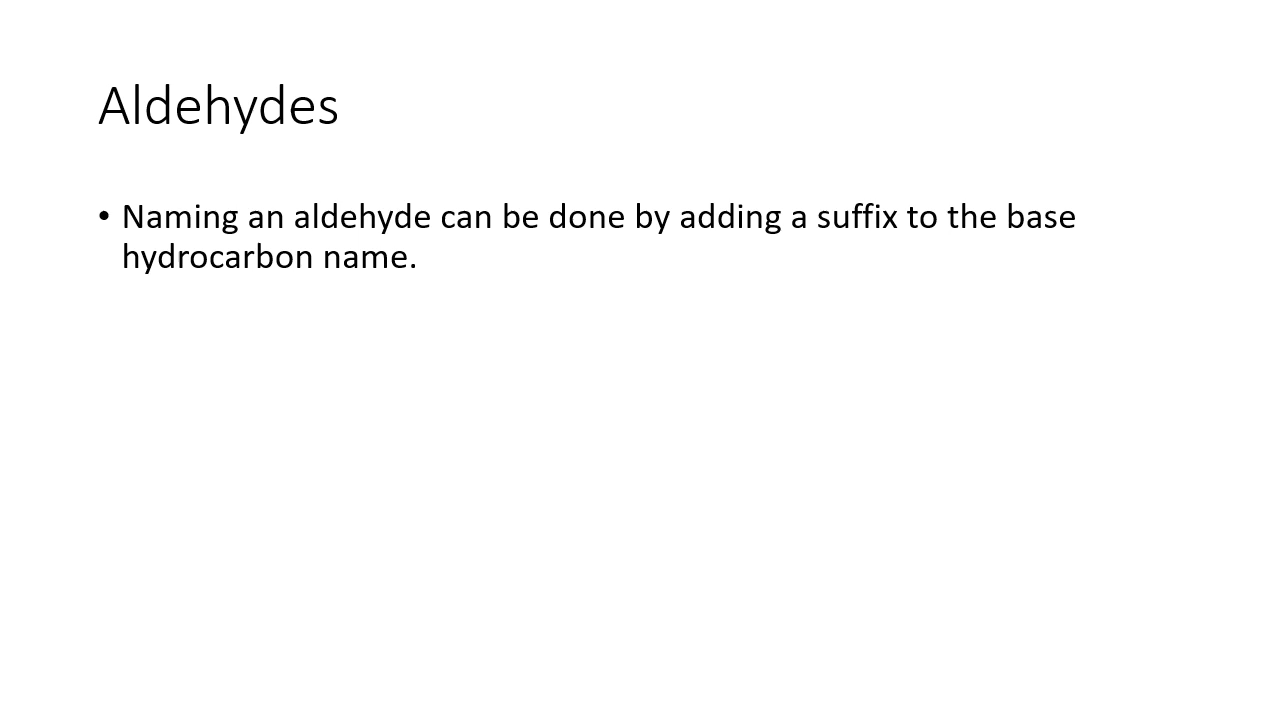 Aldehydes
• Naming an aldehyde can be done by adding a suffix to the base
hydrocarbon name.